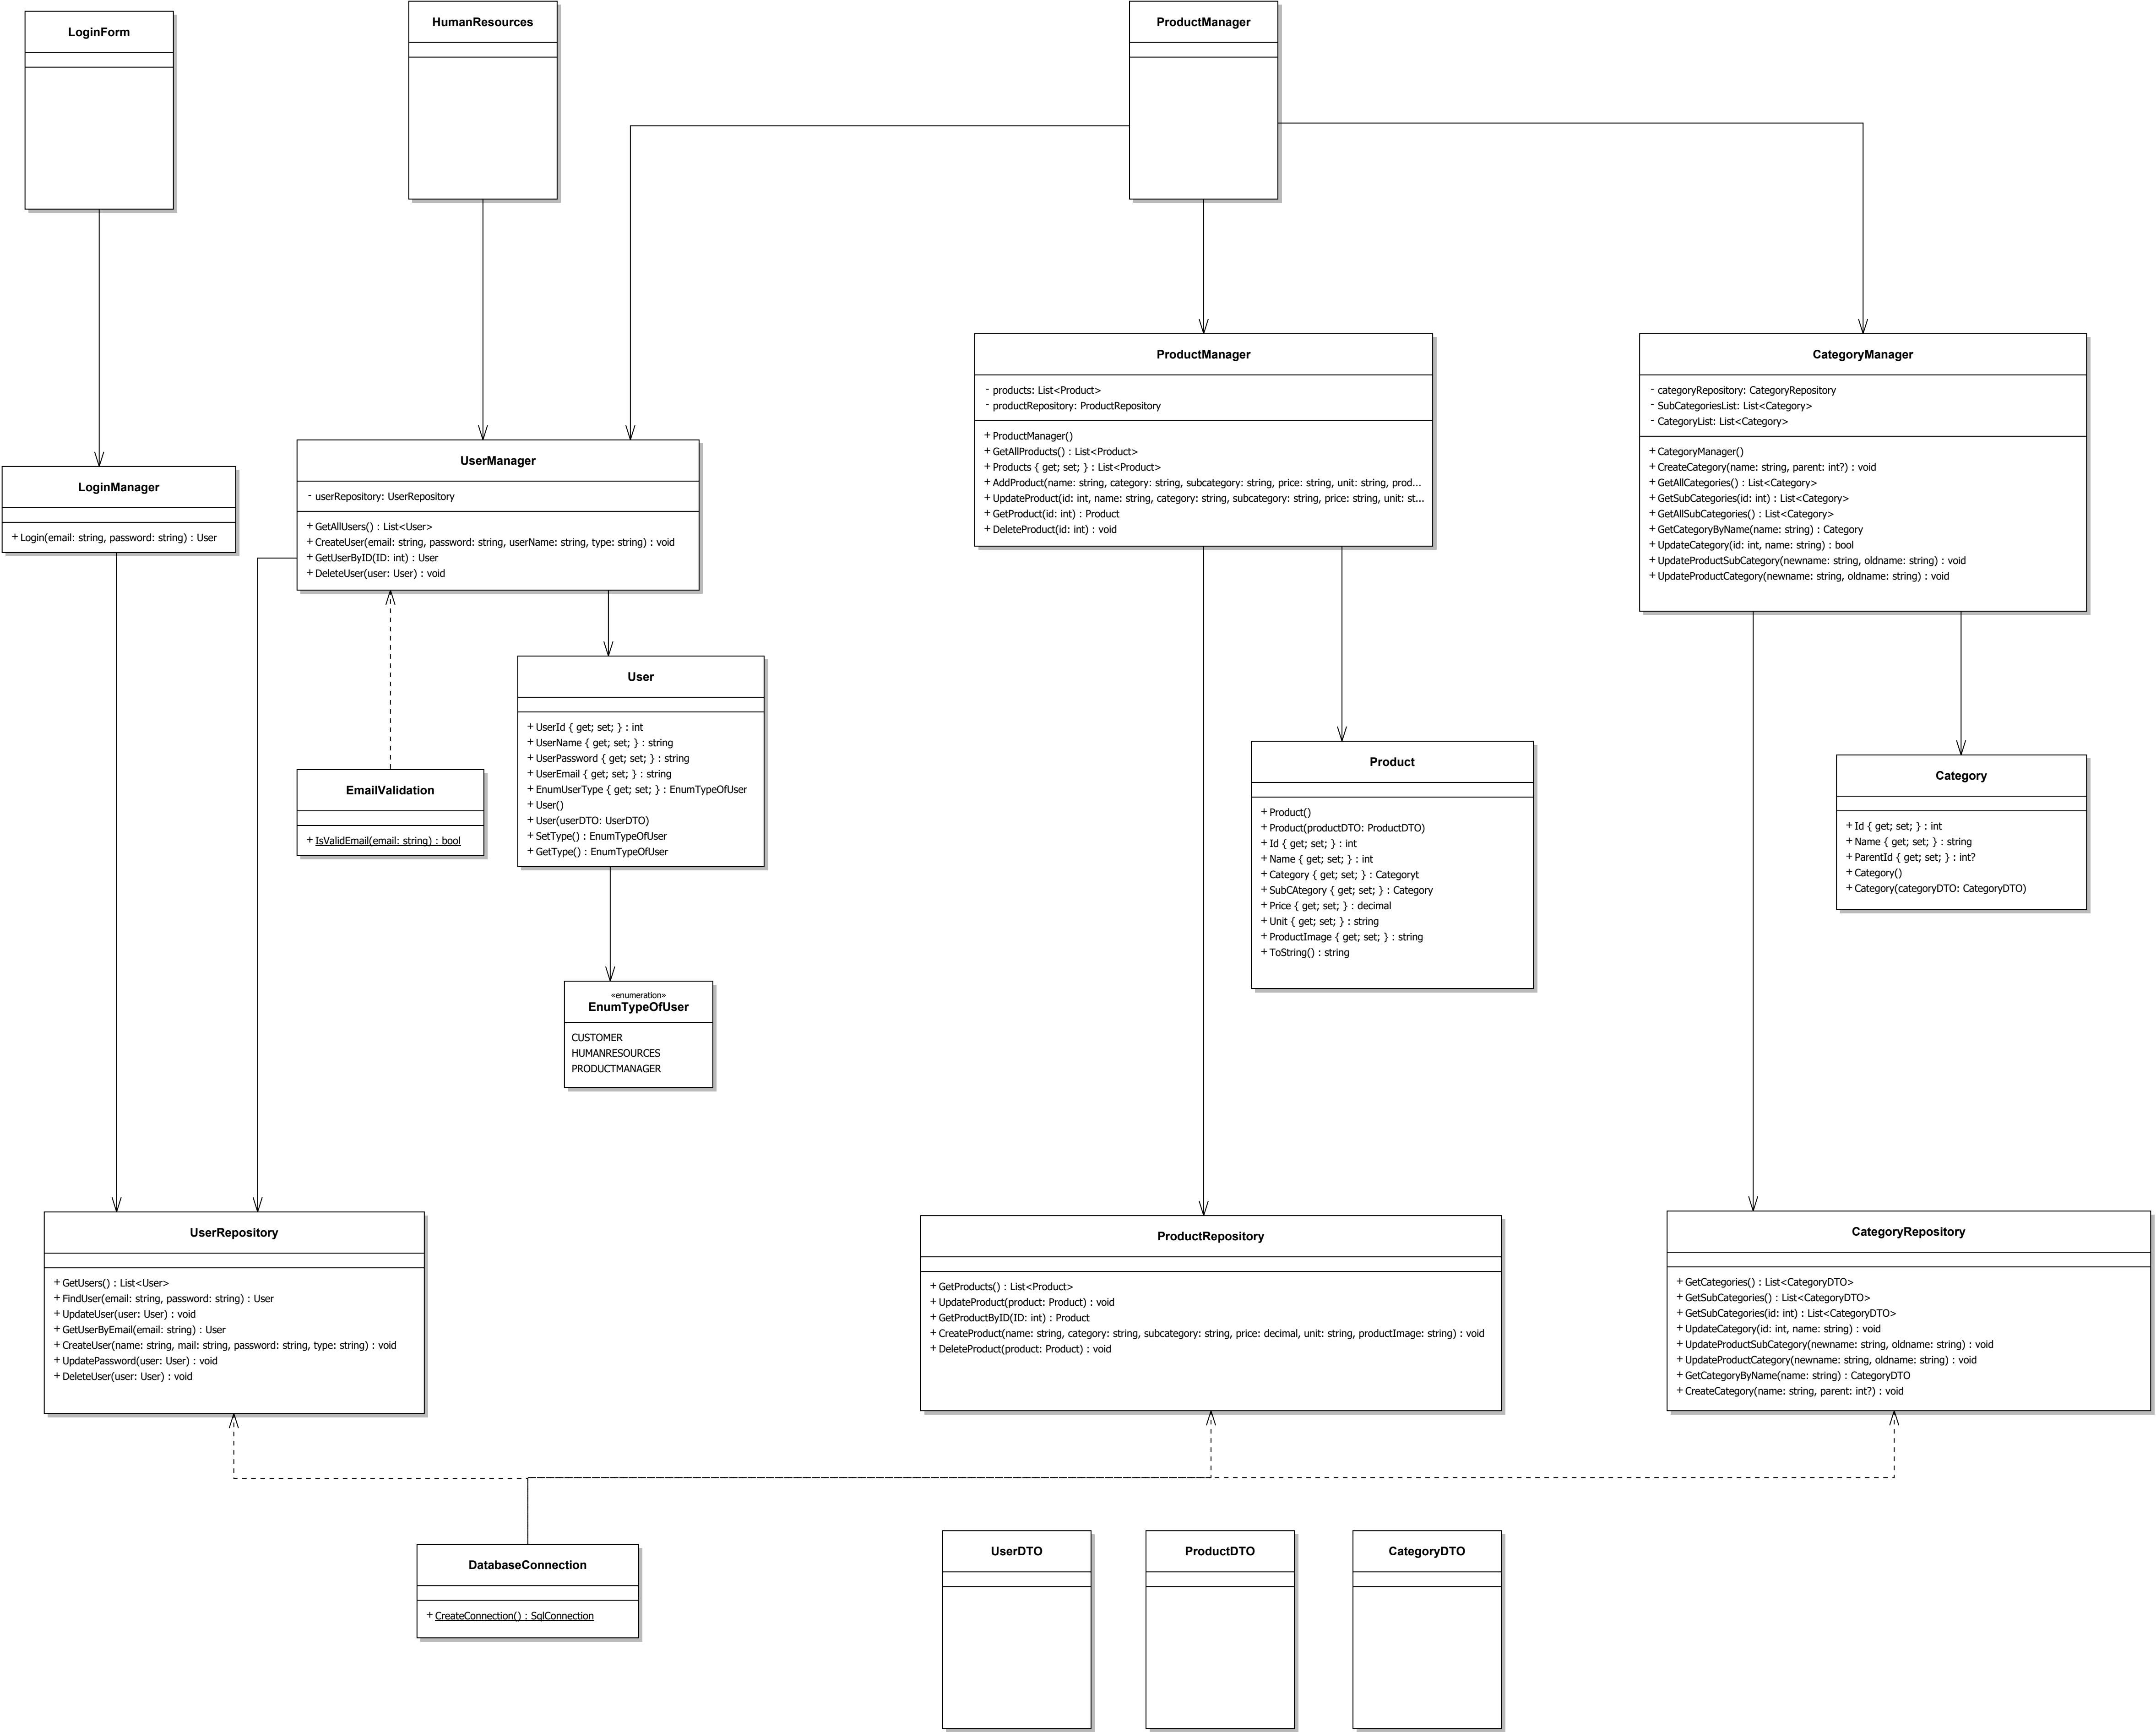 LoginForm
HumanResources
ProductManager
LoginManager
+ Login(email: string, password: string) : User
UserManager
- userRepository: UserRepository
+ GetAllUsers() : List<User>
+ CreateUser(email: string, password: string, userName: string, type: string) : void
+ GetUserByID(ID: int) : User
+ DeleteUser(user: User) : void
ProductManager
- products: List<Product>
- productRepository: ProductRepository
+ ProductManager()
+ GetAllProducts() : List<Product>
+ Products { get; set; } : List<Product>
+ AddProduct(name: string, category: string, subcategory: string, price: string, unit: string, prod...
+ UpdateProduct(id: int, name: string, category: string, subcategory: string, price: string, unit: st...
+ GetProduct(id: int) : Product
+ DeleteProduct(id: int) : void
CategoryManager
- categoryRepository: CategoryRepository
- SubCategoriesList: List<Category>
- CategoryList: List<Category>
+ CategoryManager()
+ CreateCategory(name: string, parent: int?) : void
+ GetAllCategories() : List<Category>
+ GetSubCategories(id: int) : List<Category>
+ GetAllSubCategories() : List<Category>
+ GetCategoryByName(name: string) : Category
+ UpdateCategory(id: int, name: string) : bool
+ UpdateProductSubCategory(newname: string, oldname: string) : void
+ UpdateProductCategory(newname: string, oldname: string) : void
EmailValidation
+ IsValidEmail(email: string) : bool
User
+ UserId { get; set; } : int
+ UserName { get; set; } : string
+ UserPassword { get; set; } : string
+ UserEmail { get; set; } : string
+ EnumUserType { get; set; } : EnumTypeOfUser
+ User()
+ User(userDTO: UserDTO)
+ SetType() : EnumTypeOfUser
+ GetType() : EnumTypeOfUser
Product
+ Product()
+ Product(productDTO: ProductDTO)
+ Id { get; set; } : int
+ Name { get; set; } : int
+ Category { get; set; } : Categoryt
+ SubCAtegory { get; set; } : Category
+ Price { get; set; } : decimal
+ Unit { get; set; } : string
+ ProductImage { get; set; } : string
+ ToString() : string
Category
+ Id { get; set; } : int
+ Name { get; set; } : string
+ ParentId { get; set; } : int?
+ Category()
+ Category(categoryDTO: CategoryDTO)
«enumeration»
EnumTypeOfUser
CUSTOMER
HUMANRESOURCES
PRODUCTMANAGER
UserRepository
+ GetUsers() : List<User>
+ FindUser(email: string, password: string) : User
+ UpdateUser(user: User) : void
+ GetUserByEmail(email: string) : User
+ CreateUser(name: string, mail: string, password: string, type: string) : void
+ UpdatePassword(user: User) : void
+ DeleteUser(user: User) : void
ProductRepository
+ GetProducts() : List<Product>
+ UpdateProduct(product: Product) : void
+ GetProductByID(ID: int) : Product
+ CreateProduct(name: string, category: string, subcategory: string, price: decimal, unit: string, productImage: string) : void
+ DeleteProduct(product: Product) : void
CategoryRepository
+ GetCategories() : List<CategoryDTO>
+ GetSubCategories() : List<CategoryDTO>
+ GetSubCategories(id: int) : List<CategoryDTO>
+ UpdateCategory(id: int, name: string) : void
+ UpdateProductSubCategory(newname: string, oldname: string) : void
+ UpdateProductCategory(newname: string, oldname: string) : void
+ GetCategoryByName(name: string) : CategoryDTO
+ CreateCategory(name: string, parent: int?) : void
DatabaseConnection
+ CreateConnection() : SqlConnection
UserDTO
ProductDTO
CategoryDTO